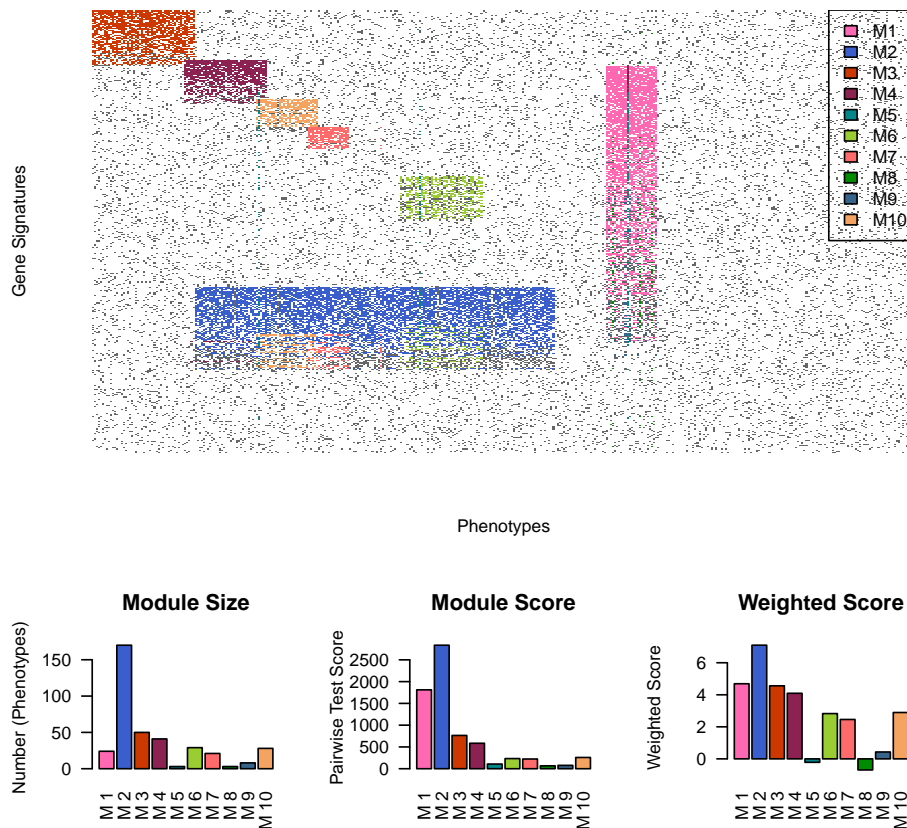 Gene Signatures
M1
M2
M3
M4
M5
M6
M7
M8
M9
M10
Phenotypes
Module Size
Number (Phenotypes)
150
100
50
0
M 1
M 2
M 3
M 4
M 5
M 6
M 7
M 8
M 9
M 10
Module Score
Pairwise Test Score
2500
2000
1500
1000
500
0
M 1
M 2
M 3
M 4
M 5
M 6
M 7
M 8
M 9
M 10
Weighted Score
Weighted Score
6
4
2
0
M 1
M 2
M 3
M 4
M 5
M 6
M 7
M 8
M 9
M 10